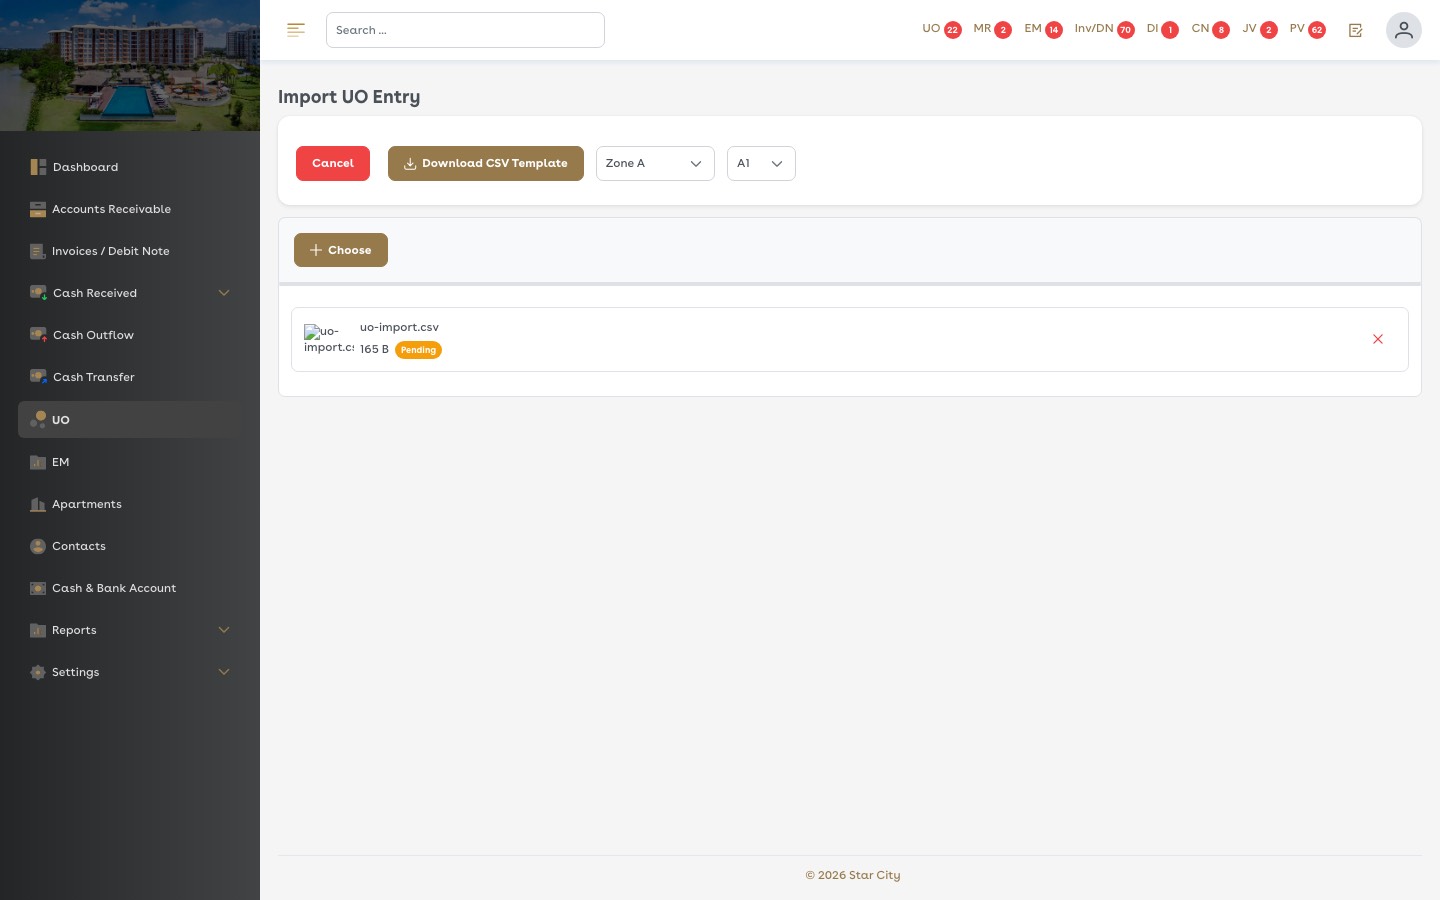 Search ...
UO 22 MR 2 EM 14 Inv/DN 70 DI 1 CN 8 JV 2 PV 62
Dashboard
Accounts Receivable
Invoices / Debit Note
Cash Received
Cash Outflow
Cash Transfer
UO
EM
Apartments
Contacts
Cash & Bank Account
Reports
Settings
Import UO Entry
Cancel
Download CSV Template
Zone A
A1
Choose
uo-
import.cs
uo-import.csv
165 B Pending
© 2026 Star City